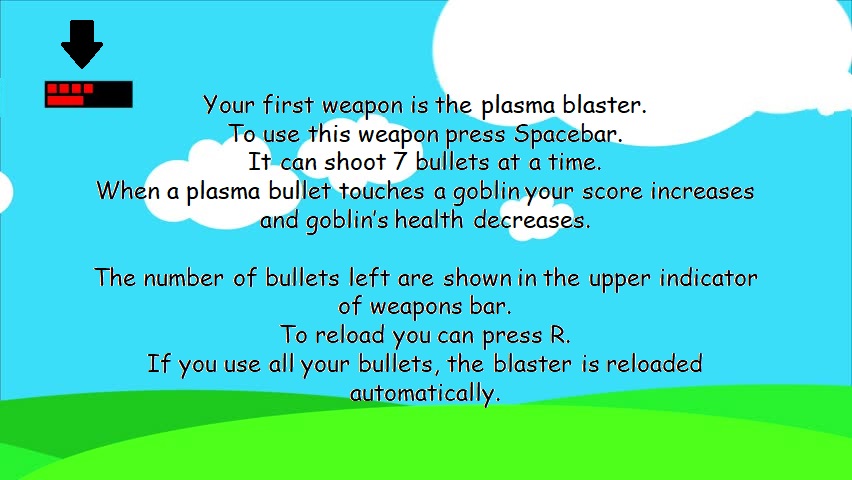 Your first weapon is the plasma blaster.
To use this weapon press Spacebar.
It can shoot 7 bullets at a time.
When a plasma bullet touches a goblin your score increases
and goblin's health decreases.
The number of bullets left are shown in the upper indicator
of weapons bar.
To reload you can press R.
If you use all your bullets, the blaster is reloaded
automatically.